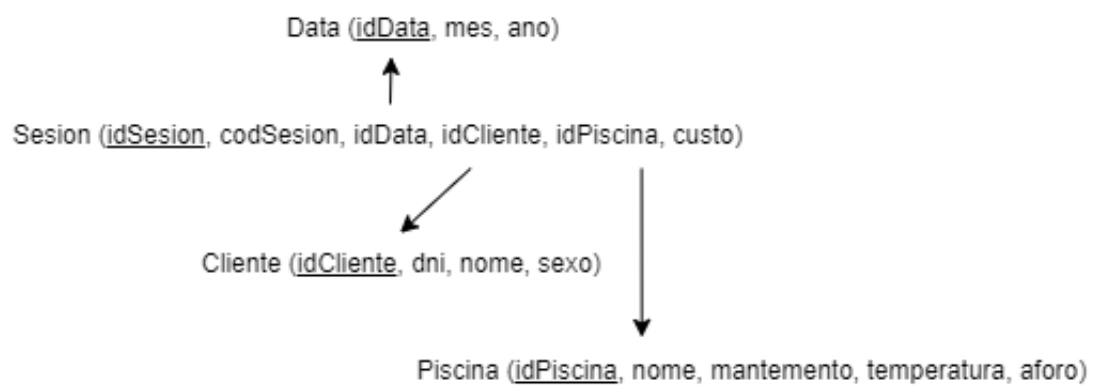 Data (idData, mes, ano)
Sesion (idSesion, codSesion, idData, idCliente, idPiscina, custo)
Cliente (idCliente, dni, nome, sexo)
Piscina (idPiscina, nome, mantemento, temperatura, aforo)